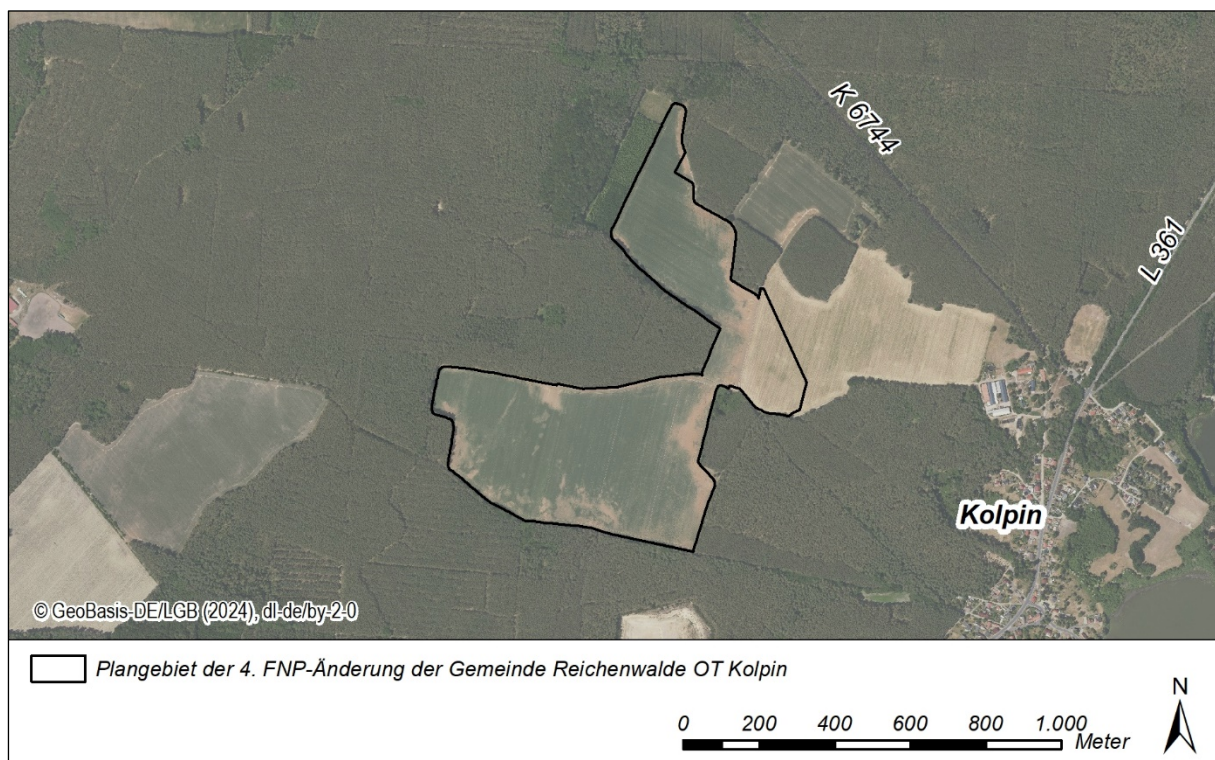 K 6744
L 361
Kolpin
© GeoBasis-DE/LGB (2024), dl-de/by-2-0
Plangebiet der 4. FNP-Änderung der Gemeinde Reichenwalde OT Kolpin
N
0 200 400 600 800 1.000
Meter